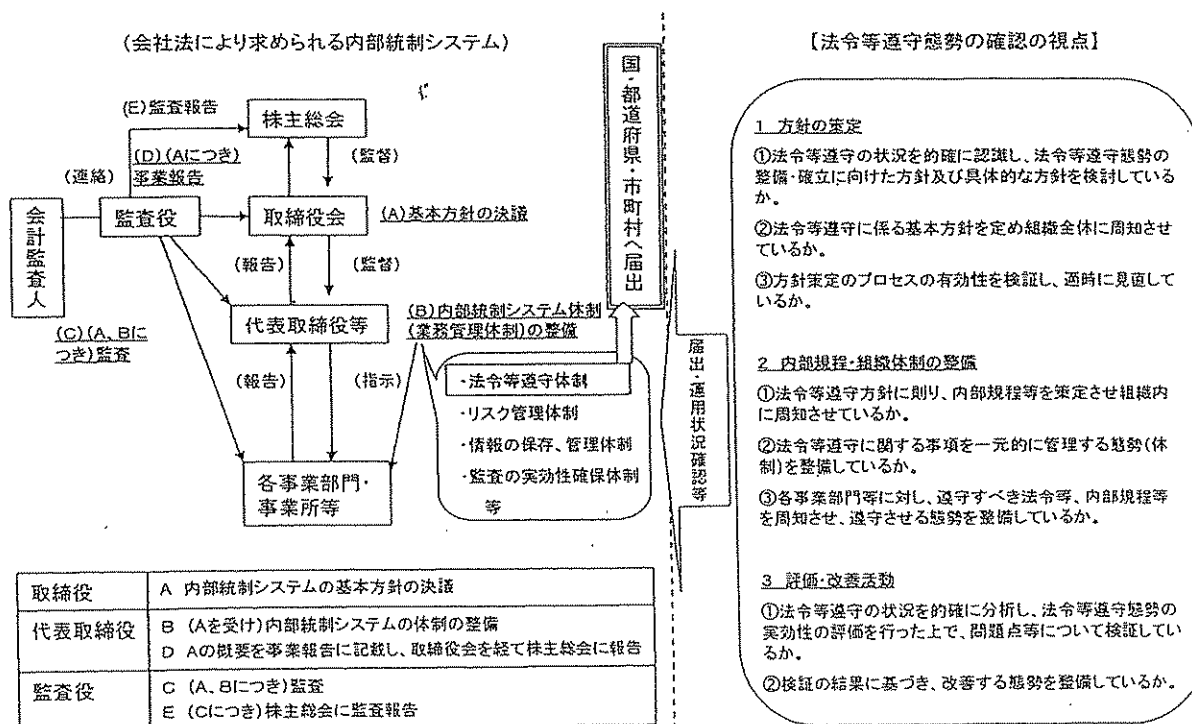 (会社法により求められる内部統制システム)
(E)監査報告
株主総会
(D)(Aにつき)
事業報告
(監督)
(連絡)
会計監査人
監査役
取締役会
(A)基本方針の決議
(報告)
(監督)
代表取締役等
(B)内部統制システム体制
(業務管理体制)の整備
(C)(A、Bに
つき)監査
(報告)
(指示)
・法令等遵守体制
・リスク管理体制
・情報の保存、管理体制
・監査の実効性確保体制
等
各事業部門・
事業所等
国・都道府県・市町村へ届出
届出・運用状況確認等
取締役
A 内部統制システムの基本方針の決議
代表取締役
B (Aを受け)内部統制システムの体制の整備
D Aの概要を事業報告に記載し、取締役会を経て株主総会に報告
監査役
C (A、Bにつき)監査
E (Cにつき)株主総会に監査報告
【法令等遵守態勢の確認の視点】
1 方針の策定
①法令等遵守の状況を的確に認識し、法令等遵守態勢の
整備・確立に向けた方針及び具体的な方針を検討している
か。
②法令等遵守に係る基本方針を定め組織全体に周知させ
ているか。
③方針策定のプロセスの有効性を検証し、適時に見直して
いるか。
2 内部規程・組織体制の整備
①法令等遵守方針に則り、内部規程等を策定させ組織内
に周知させているか。
②法令等遵守に関する事項を一元的に管理する態勢(体
制)を整備しているか。
③各事業部門等に対し、遵守すべき法令等、内部規程等
を周知させ、遵守させる態勢を整備しているか。
3 評価・改善活動
①法令等遵守の状況を的確に分析し、法令等遵守態勢の
実効性の評価を行った上で、問題点等について検証してい
るか。
②検証の結果に基づき、改善する態勢を整備しているか。